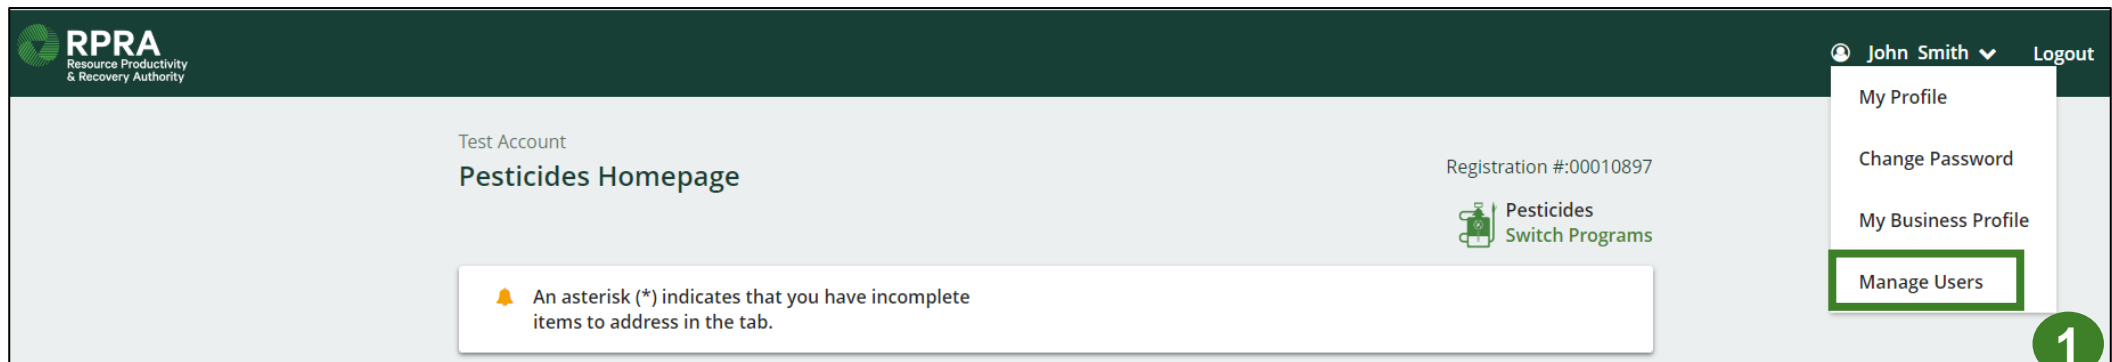 RPRA
Resource Productivity
& Recovery Authority
John Smith
Logout
My Profile
Change Password
My Business Profile
Manage Users
Test Account
Pesticides Homepage
Registration #:00010897
Pesticides
Switch Programs
An asterisk (*) indicates that you have incomplete
items to address in the tab.
1